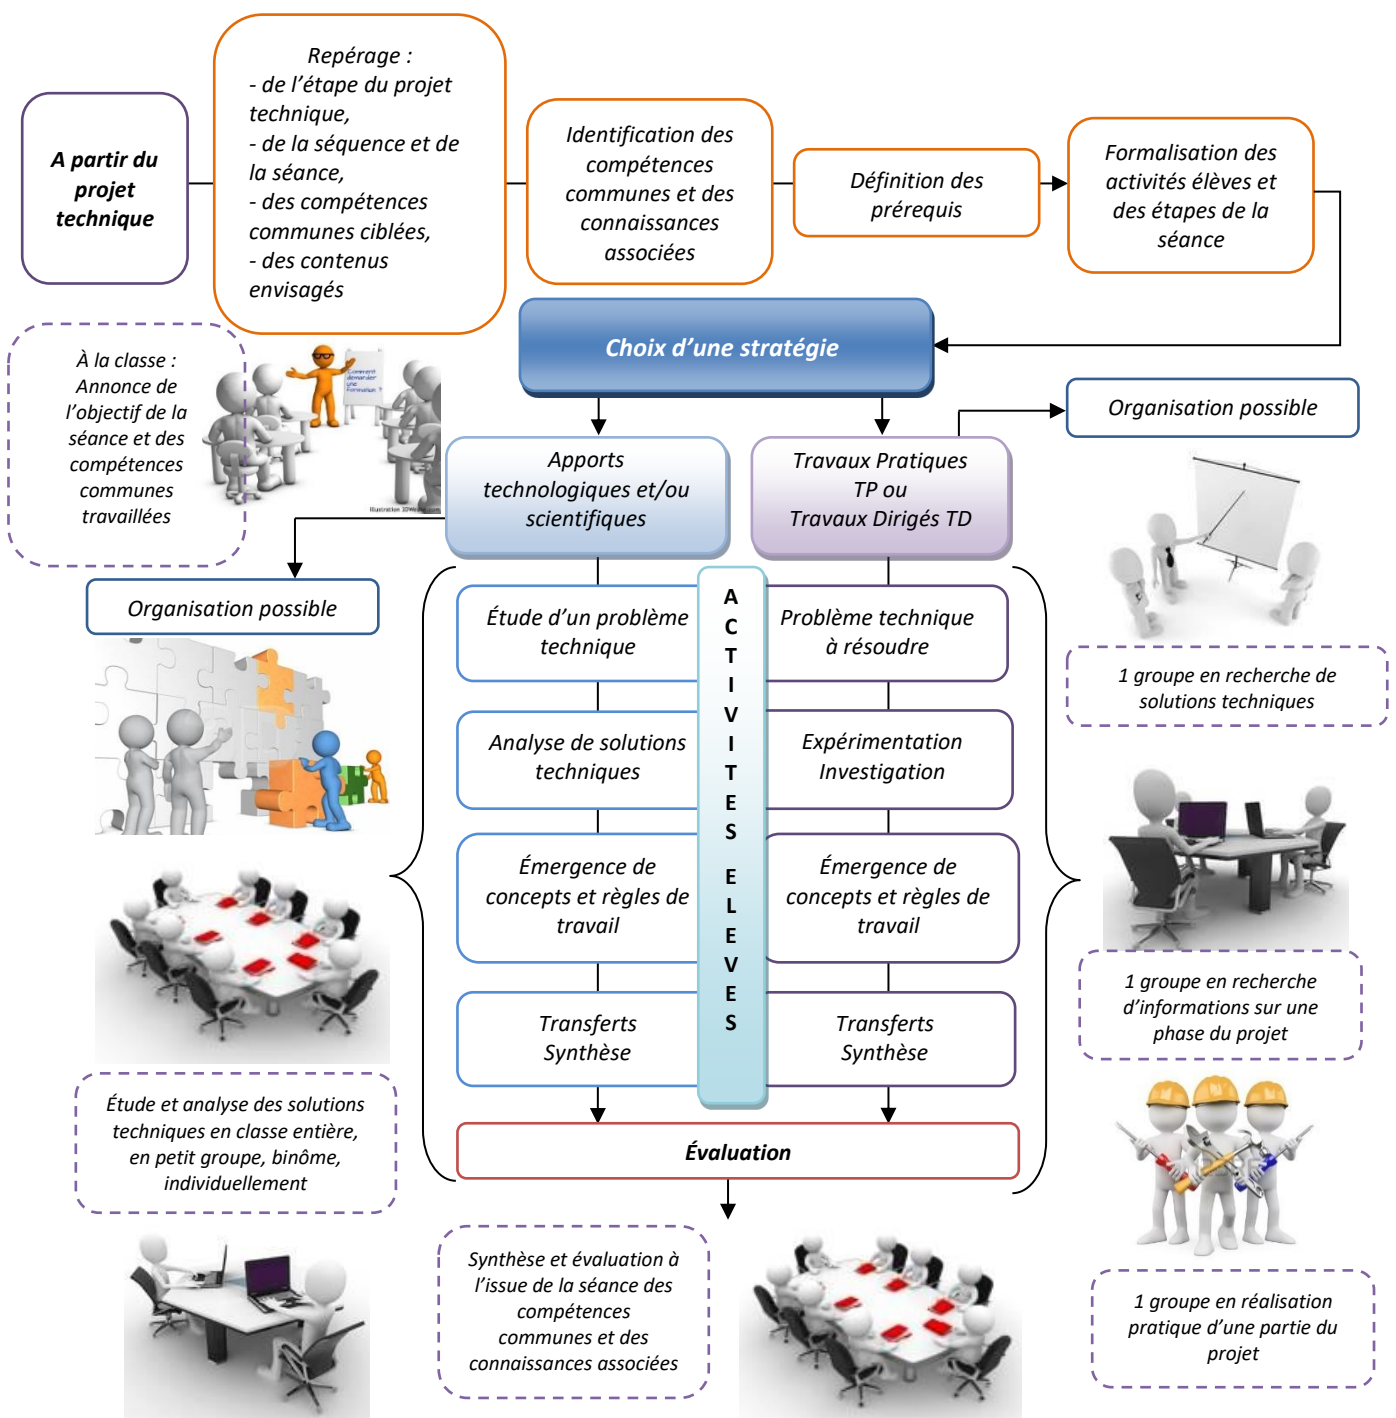 A partir du
projet
technique
Repérage :
- de l'étape du projet
technique,
- de la séquence et de
la séance,
- des compétences
communes ciblées,
- des contenus
envisagés
Identification des
compétences
communes et des
connaissances
associées
Définition des
prérequis
Formalisation des
activités élèves et
des étapes de la
séance
À la classe :
Annonce de
l'objectif de la
séance et des
compétences
communes
travaillées
Comment
demander
une
formation ?
Illustration 3D
Choix d'une stratégie
Organisation possible
Apports
technologiques et/ou
scientifiques
Travaux Pratiques
TP ou
Travaux Dirigés TD
Organisation possible
ACTIVITES ELEVES
Étude d'un problème
technique
Problème technique
à résoudre
1 groupe en recherche de
solutions techniques
Analyse de solutions
techniques
Expérimentation
Investigation
Émergence de
concepts et règles de
travail
Émergence de
concepts et règles de
travail
1 groupe en recherche
d'informations sur une
phase du projet
Transferts
Synthèse
Transferts
Synthèse
Étude et analyse des solutions
techniques en classe entière,
en petit groupe, binôme,
individuellement
Évaluation
Synthèse et évaluation à
l'issue de la séance des
compétences
communes et des
connaissances associées
1 groupe en réalisation
pratique d'une partie du
projet